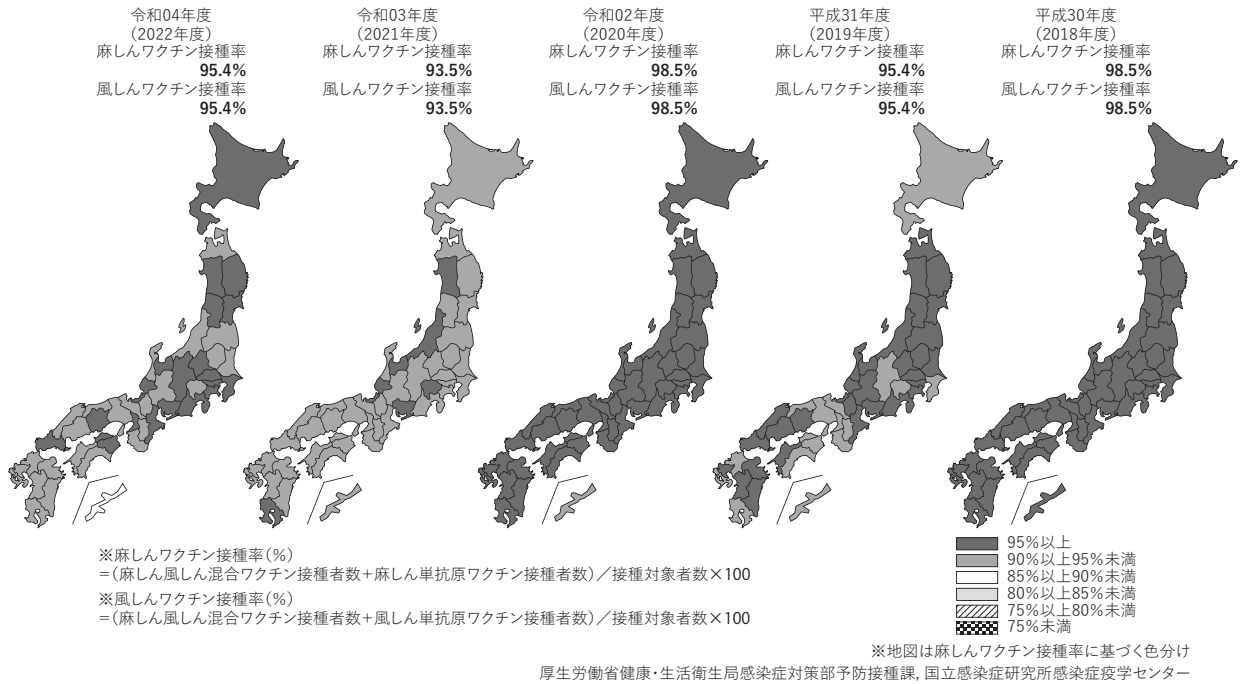 令和04年度
(2022年度)
麻しんワクチン接種率
95.4%
風しんワクチン接種率
95.4%
令和03年度
(2021年度)
麻しんワクチン接種率
93.5%
風しんワクチン接種率
93.5%
令和02年度
(2020年度)
麻しんワクチン接種率
98.5%
風しんワクチン接種率
98.5%
平成31年度
(2019年度)
麻しんワクチン接種率
95.4%
風しんワクチン接種率
95.4%
平成30年度
(2018年度)
麻しんワクチン接種率
98.5%
風しんワクチン接種率
98.5%
※麻しんワクチン接種率(%)
=(麻しん風しん混合ワクチン接種者数+麻しん単抗原ワクチン接種者数)/接種対象者数×100
※風しんワクチン接種率(%)
=(麻しん風しん混合ワクチン接種者数+風しん単抗原ワクチン接種者数)/接種対象者数×100
95%以上
90%以上95%未満
85%以上90%未満
80%以上85%未満
75%以上80%未満
75%未満
※地図は麻しんワクチン接種率に基づく色分け
厚生労働省健康・生活衛生局感染症対策部予防接種課, 国立感染症研究所感染症疫学センター